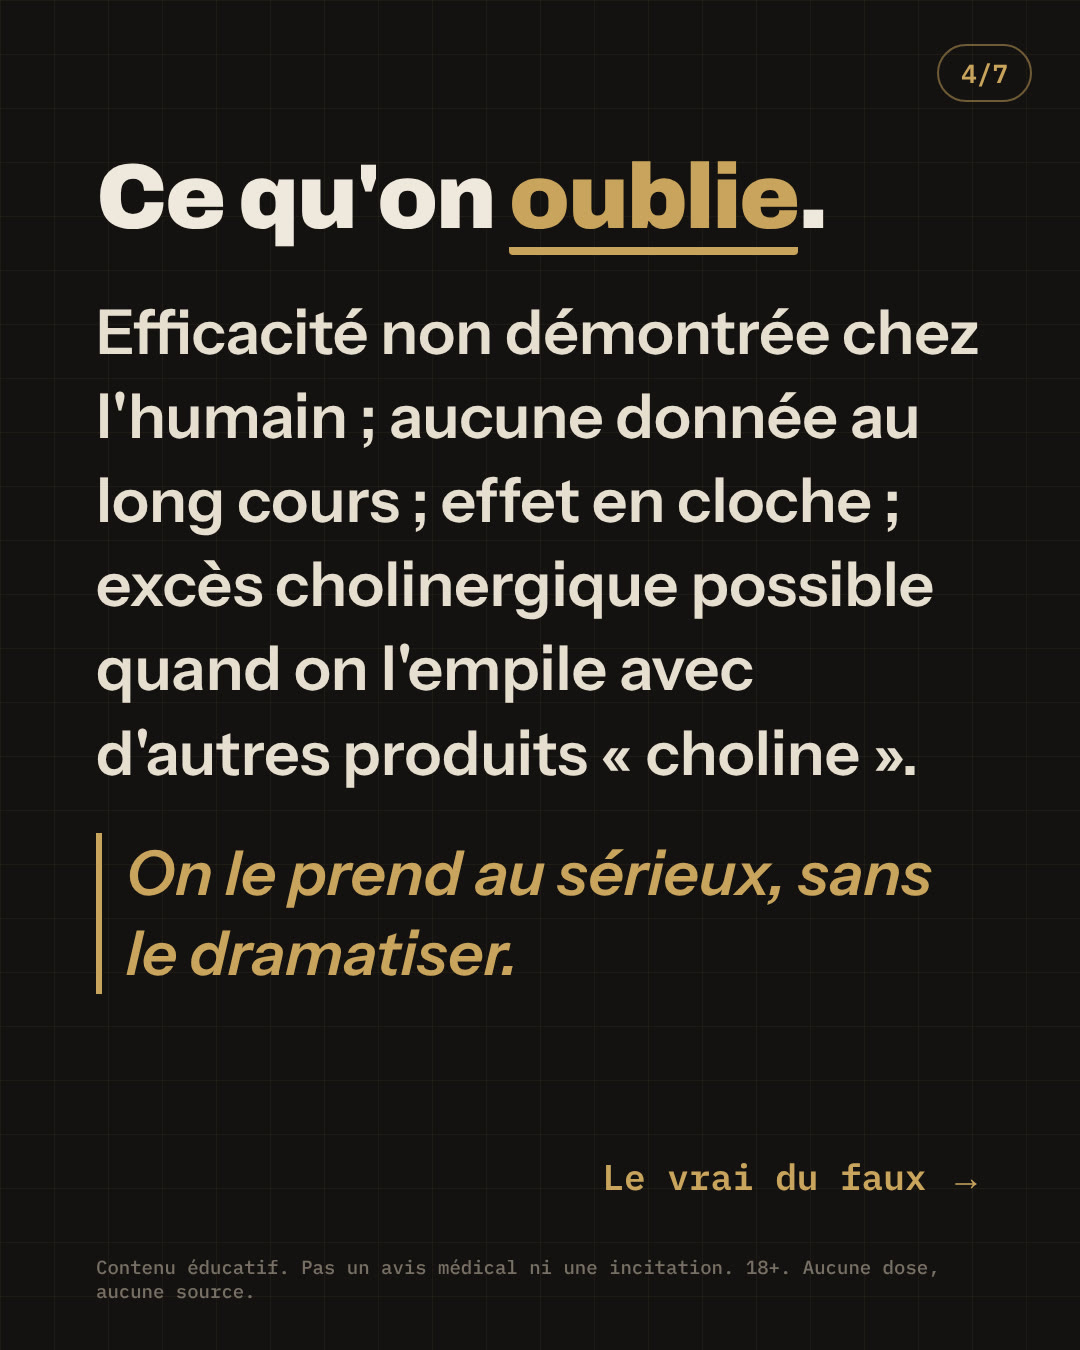 4/7
Ce qu'on oublie.
Efficacité non démontrée chez
l'humain ; aucune donnée au
long cours ; effet en cloche ;
excès cholinergique possible
quand on l'empile avec
d'autres produits « choline ».
On le prend au sérieux, sans
le dramatiser.
Le vrai du faux →
Contenu éducatif. Pas un avis médical ni une incitation. 18+. Aucune dose,
aucune source.